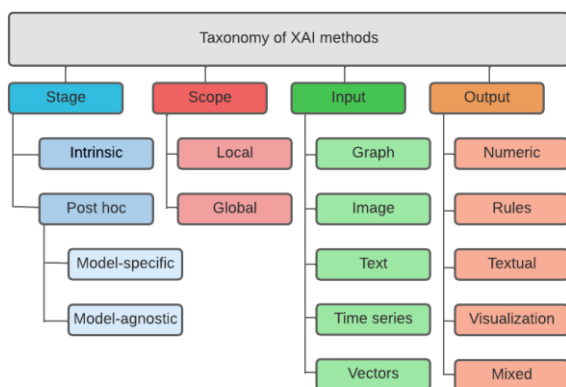 Taxonomy of XAI methods
Stage
Scope
Input
Output
Intrinsic
Local
Graph
Numeric
Post hoc
Global
Image
Rules
Model-specific
Text
Textual
Model-agnostic
Time series
Visualization
Vectors
Mixed